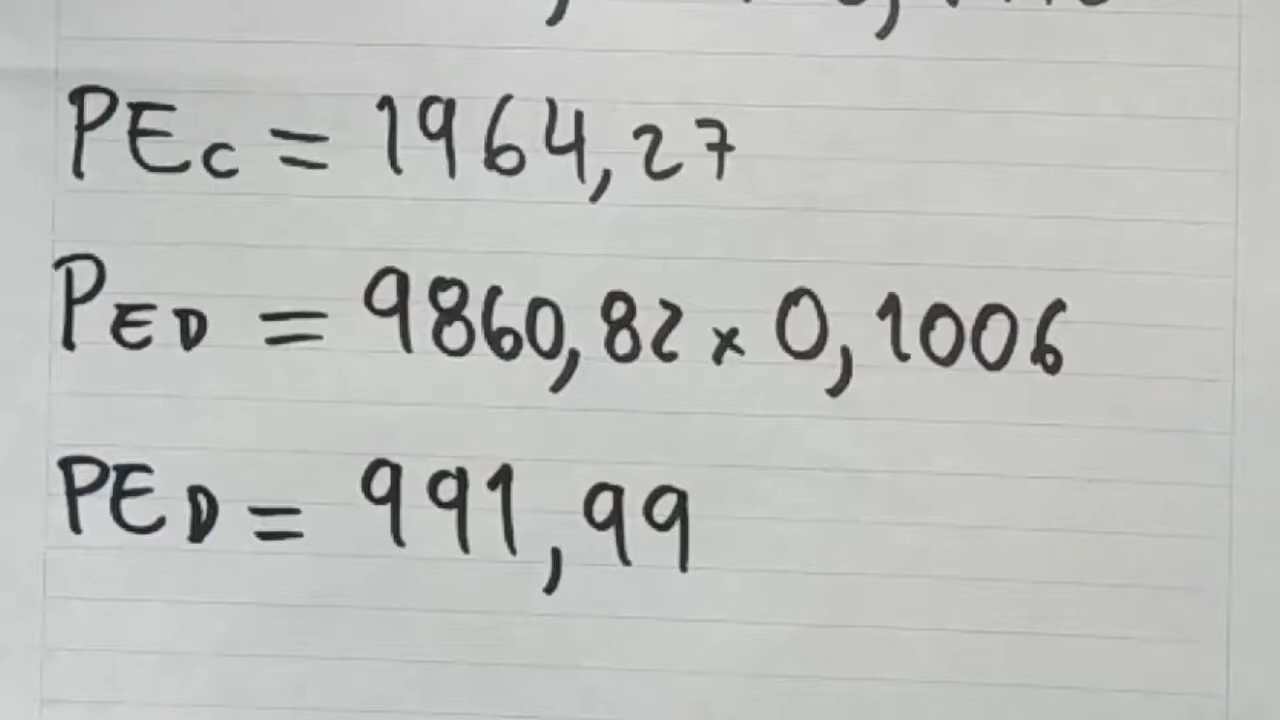 PEC = 1964,27
PED = 9860,82 x 0,1006
PED = 991,99